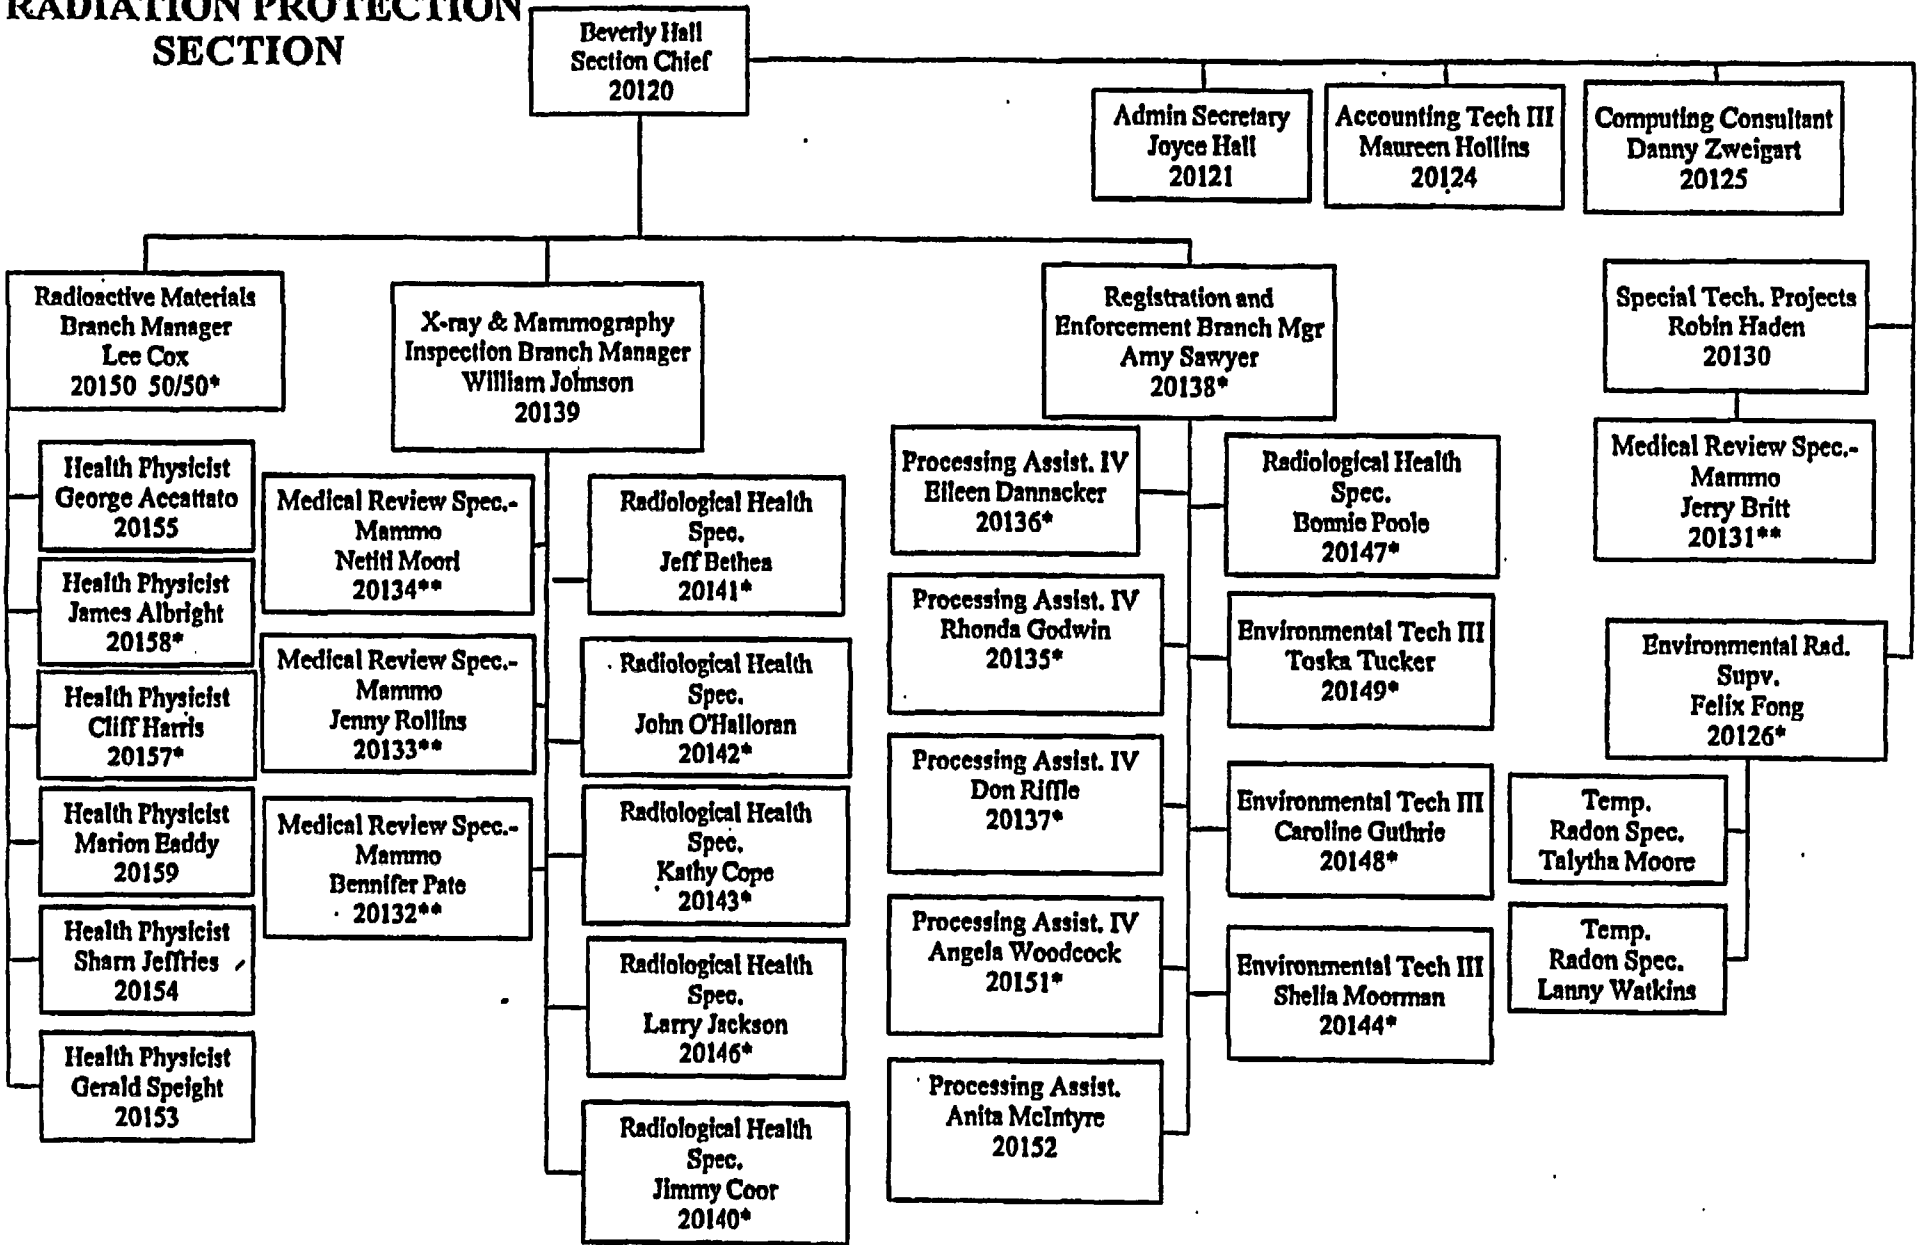 RADIATION PROTECTION
SECTION
Beverly Hall
Section Chief
20120
Admin Secretary
Joyce Hall
20121
Accounting Tech III
Maureen Hollins
20124
Computing Consultant
Danny Zweigart
20125
Radioactive Materials
Branch Manager
Lee Cox
20150 50/50*
X-ray & Mammography
Inspection Branch Manager
William Johnson
20139
Registration and
Enforcement Branch Mgr
Amy Sawyer
20138*
Special Tech. Projects
Robin Haden
20130
Health Physicist
George Accattato
20155
Health Physicist
James Albright
20158*
Health Physicist
Cliff Harris
20157*
Health Physicist
Marion Eaddy
20159
Health Physicist
Sharn Jeffries
20154
Health Physicist
Gerald Speight
20153
Medical Review Spec.-
Mammo
Netiti Moori
20134**
Medical Review Spec.-
Mammo
Jenny Rollins
20133**
Medical Review Spec.-
Mammo
Bennifer Pate
20132**
Radiological Health
Spec.
Jeff Bethea
20141*
Radiological Health
Spec.
John O'Halloran
20142*
Radiological Health
Spec.
Kathy Cope
20143*
Radiological Health
Spec.
Larry Jackson
20146*
Radiological Health
Spec.
Jimmy Coor
20140*
Processing Assist. IV
Eileen Dannacker
20136*
Processing Assist. IV
Rhonda Godwin
20135*
Processing Assist. IV
Don Riffle
20137*
Processing Assist. IV
Angela Woodcock
20151*
Processing Assist.
Anita McIntyre
20152
Radiological Health
Spec.
Bonnie Poole
20147*
Environmental Tech III
Toska Tucker
20149*
Environmental Tech III
Caroline Guthrie
20148*
Environmental Tech III
Shelia Moorman
20144*
Medical Review Spec.-
Mammo
Jerry Britt
20131**
Environmental Rad.
Supv.
Felix Fong
20126*
Temp.
Radon Spec.
Talytha Moore
Temp.
Radon Spec.
Lanny Watkins